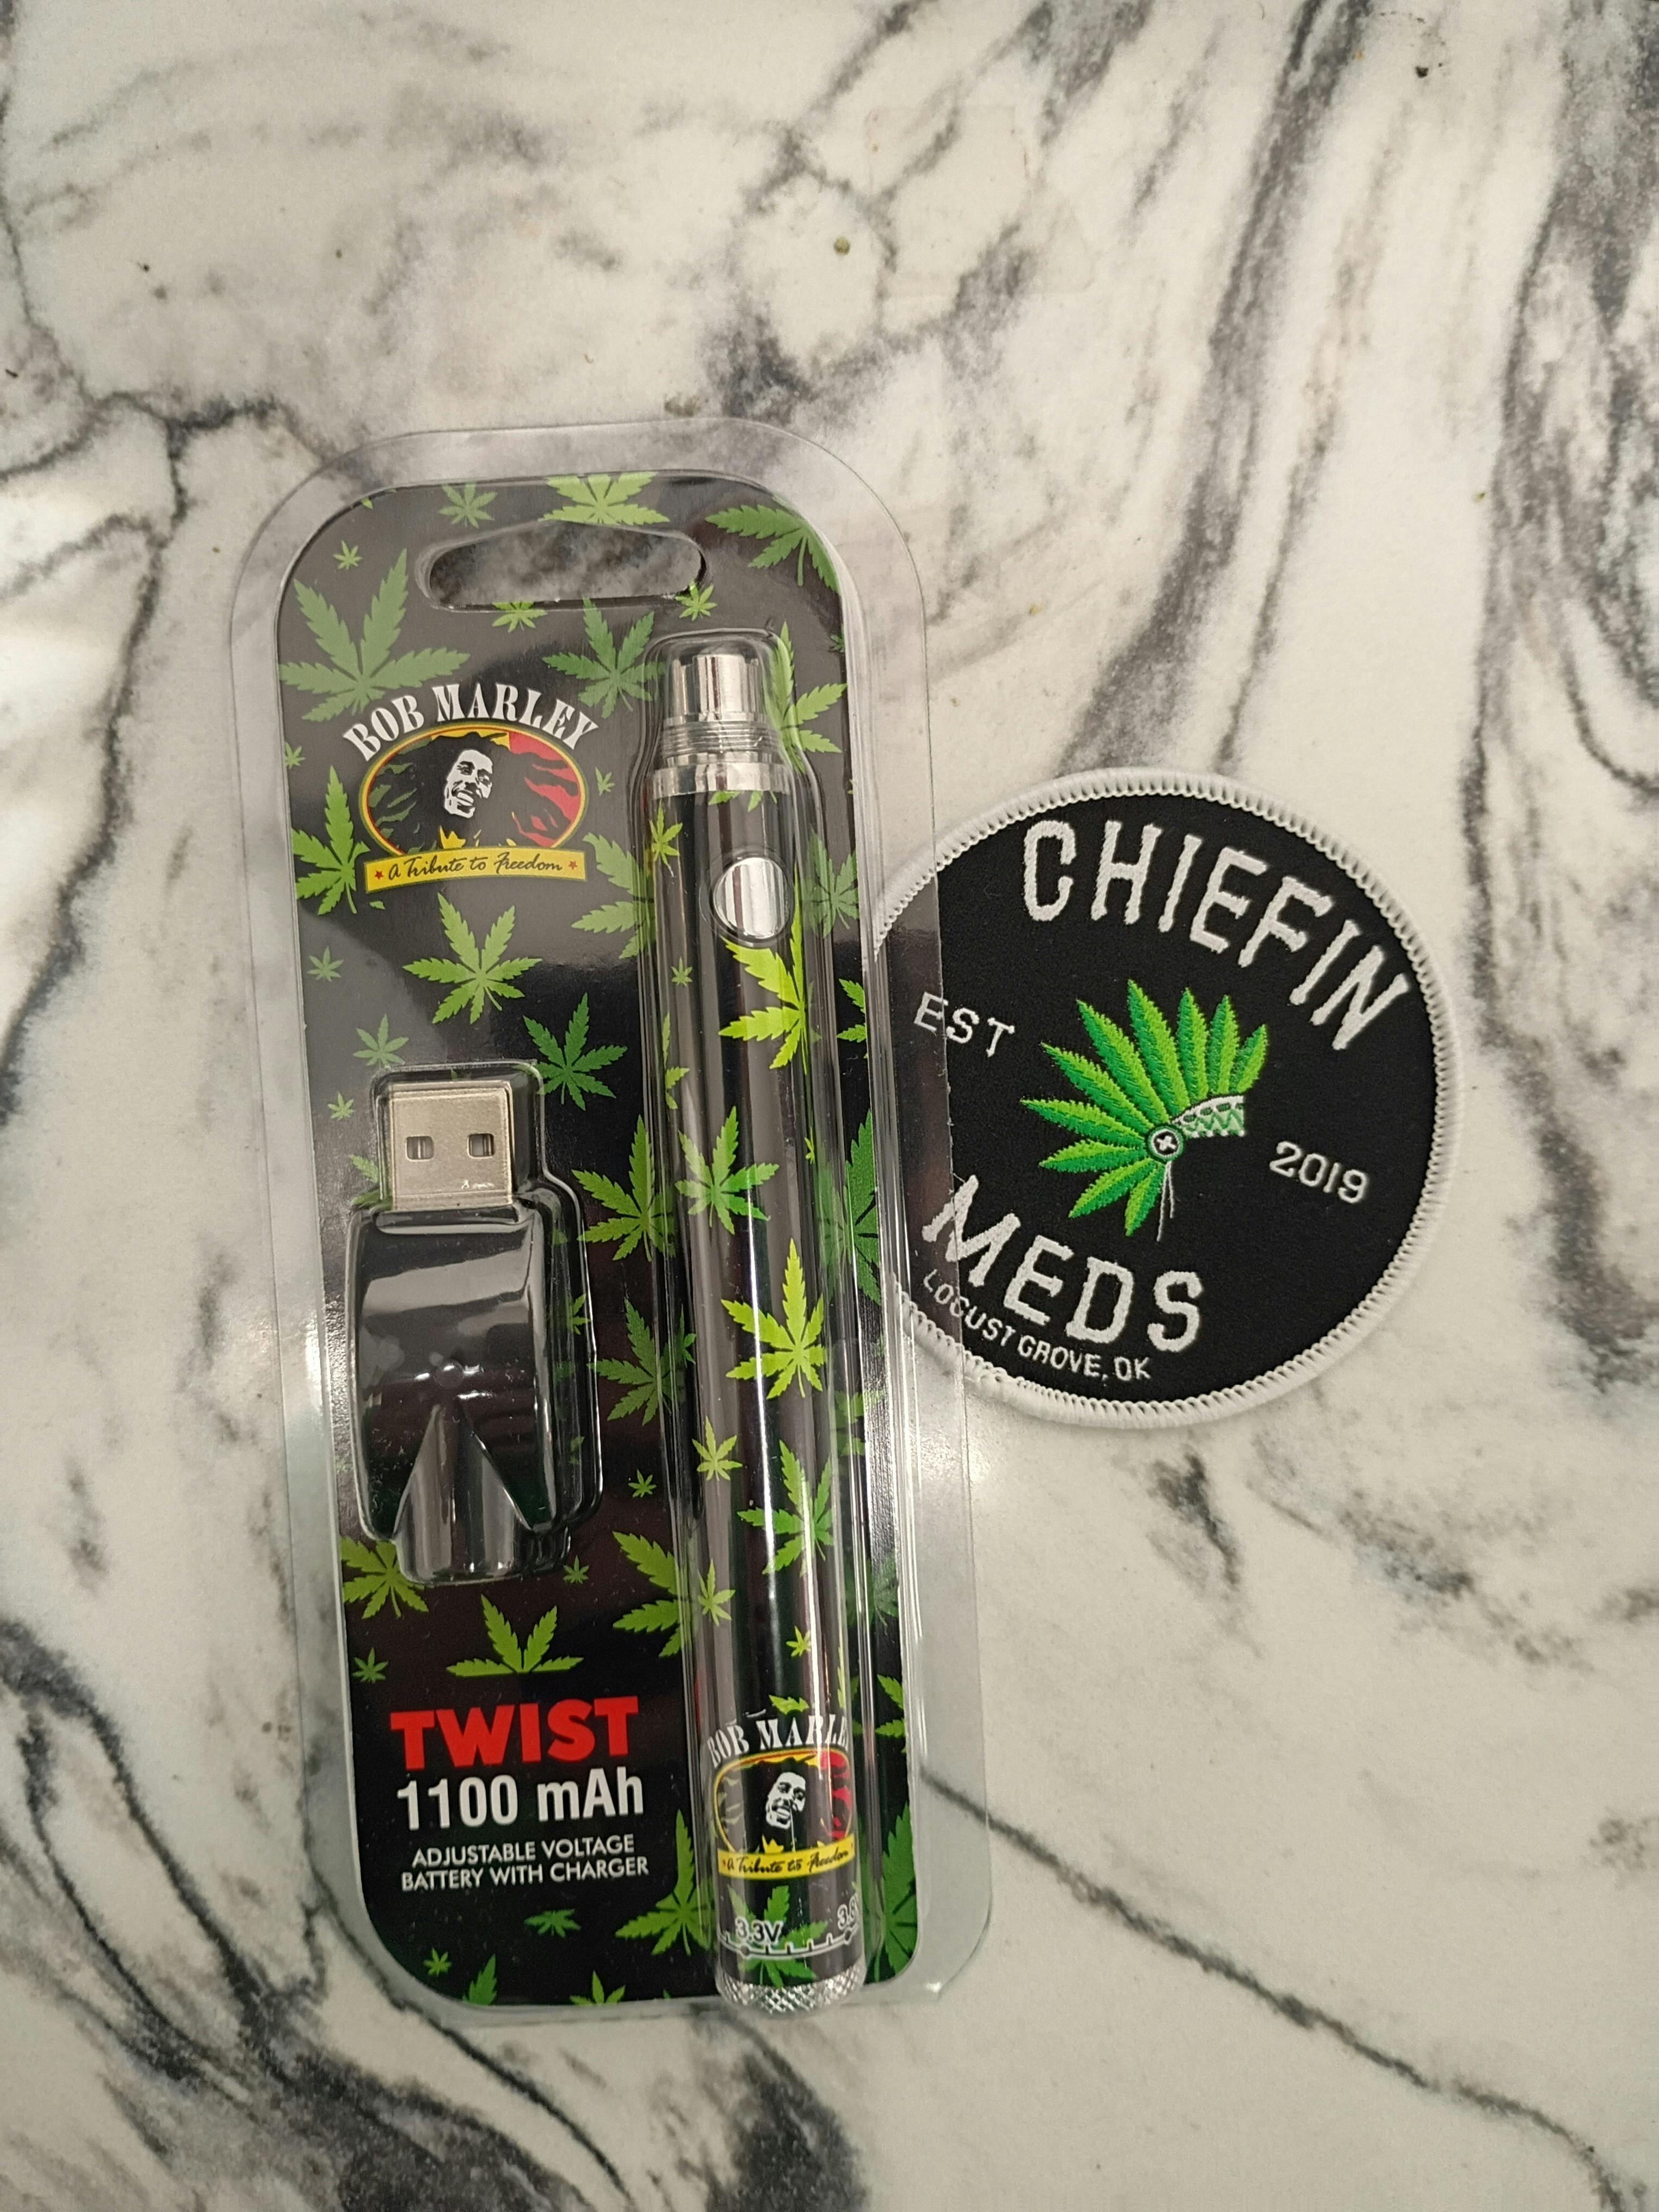 BOB MARLEY
A Tribute to Freedom
TWIST
1100 mAh
ADJUSTABLE VOLTAGE
BATTERY WITH CHARGER
BOB MARLE
A Tribute to Freedom
3.3V
CHIEFIN
EST
2019
MEDS
LOCUST GROVE, OK